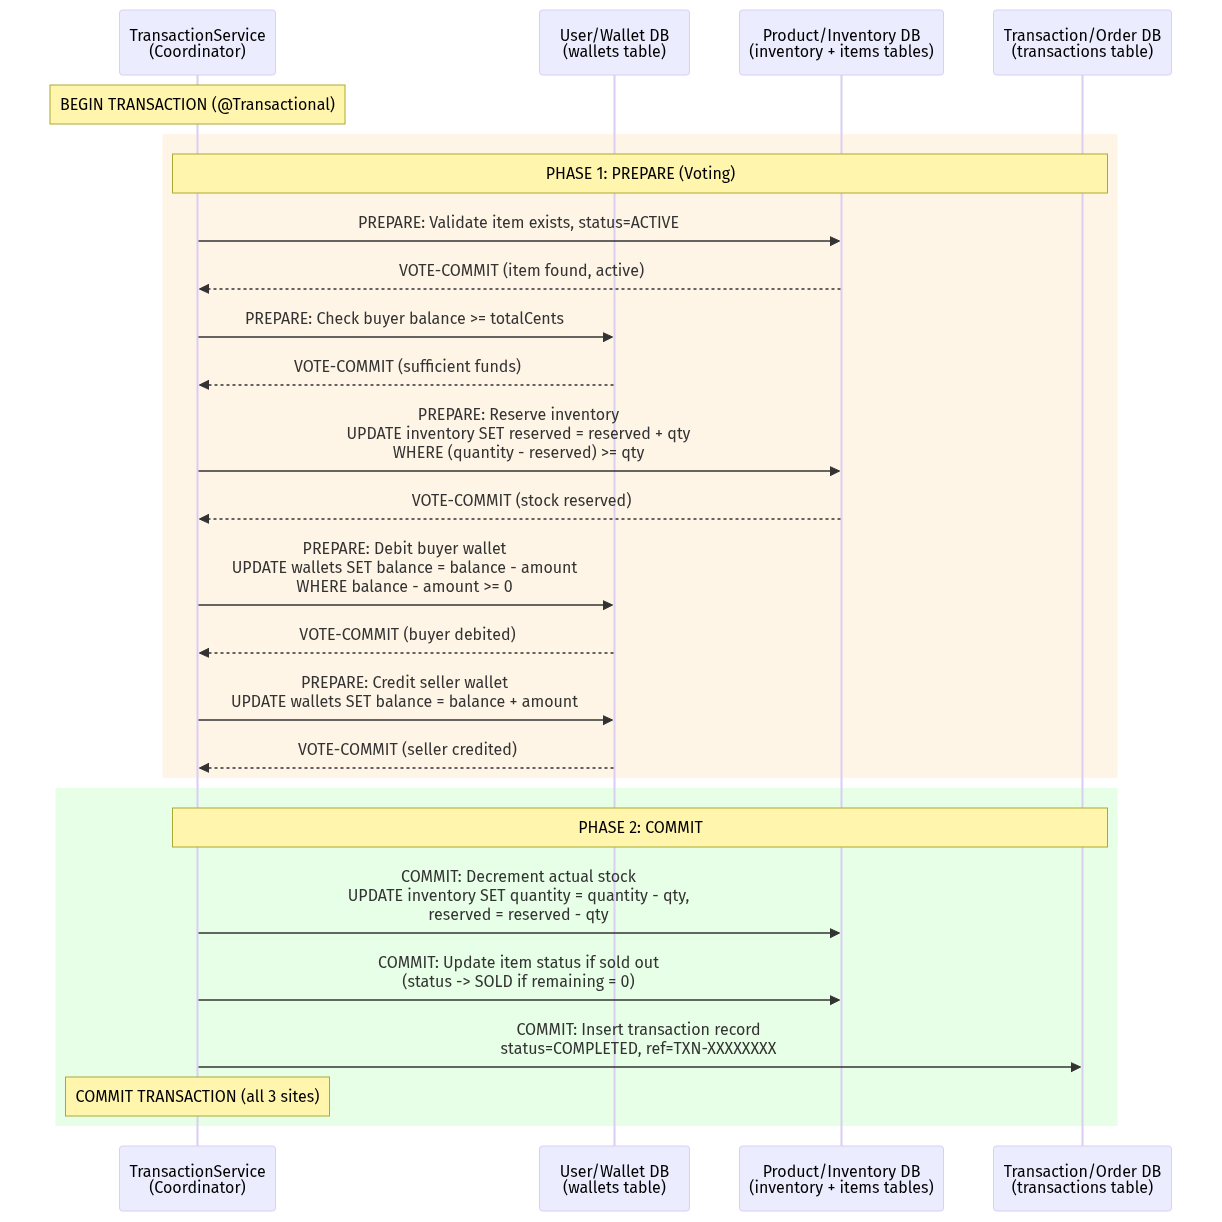 TransactionService
(Coordinator)
User/Wallet DB
(wallets table)
Product/Inventory DB
(inventory + items tables)
Transaction/Order DB
(transactions table)
BEGIN TRANSACTION (@Transactional)
PHASE 1: PREPARE (Voting)
PREPARE: Validate item exists, status=ACTIVE
VOTE-COMMIT (item found, active)
PREPARE: Check buyer balance >= totalCents
VOTE-COMMIT (sufficient funds)
PREPARE: Reserve inventory
UPDATE inventory SET reserved = reserved + qty
WHERE (quantity - reserved) >= qty
VOTE-COMMIT (stock reserved)
PREPARE: Debit buyer wallet
UPDATE wallets SET balance = balance - amount
WHERE balance - amount >= 0
VOTE-COMMIT (buyer debited)
PREPARE: Credit seller wallet
UPDATE wallets SET balance = balance + amount
VOTE-COMMIT (seller credited)
PHASE 2: COMMIT
COMMIT: Decrement actual stock
UPDATE inventory SET quantity = quantity - qty,
reserved = reserved - qty
COMMIT: Update item status if sold out
(status -> SOLD if remaining = 0)
COMMIT: Insert transaction record
status=COMPLETED, ref=TXN-XXXXXXXX
COMMIT TRANSACTION (all 3 sites)
TransactionService
(Coordinator)
User/Wallet DB
(wallets table)
Product/Inventory DB
(inventory + items tables)
Transaction/Order DB
(transactions table)